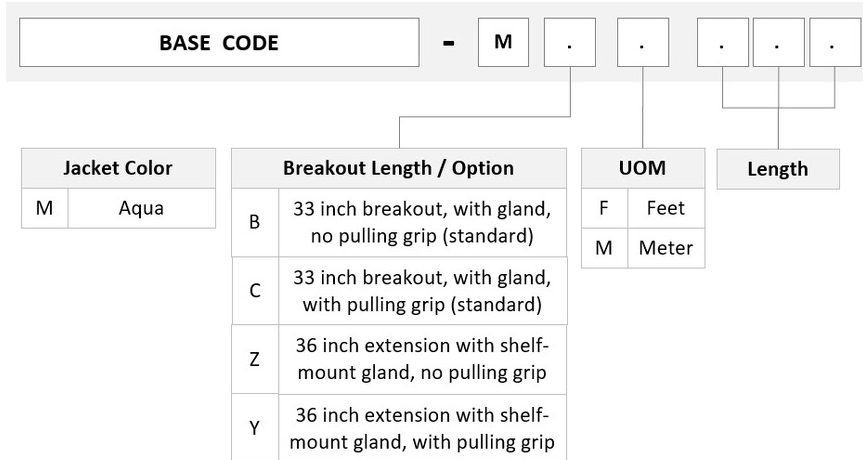 BASE CODE - M . . . . .
Jacket Color
M Aqua
Breakout Length / Option
B 33 inch breakout, with gland,
no pulling grip (standard)
C 33 inch breakout, with gland,
with pulling grip (standard)
Z 36 inch extension with shelf-
mount gland, no pulling grip
Y 36 inch extension with shelf-
mount gland, with pulling grip
UOM
F Feet
M Meter
Length